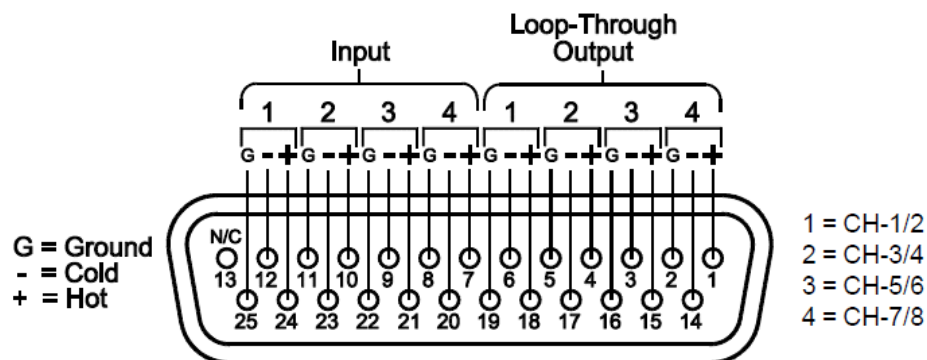 Loop-Through
Input Output
1 2 3 4 1 2 3 4
G - + G - + G - + G - + G - + G - + G - + G - +
G = Ground
- = Cold
+ = Hot
N/C
13 12 11 10 9 8 7 6 5 4 3 2 1
25 24 23 22 21 20 19 18 17 16 15 14
1 = CH-1/2
2 = CH-3/4
3 = CH-5/6
4 = CH-7/8